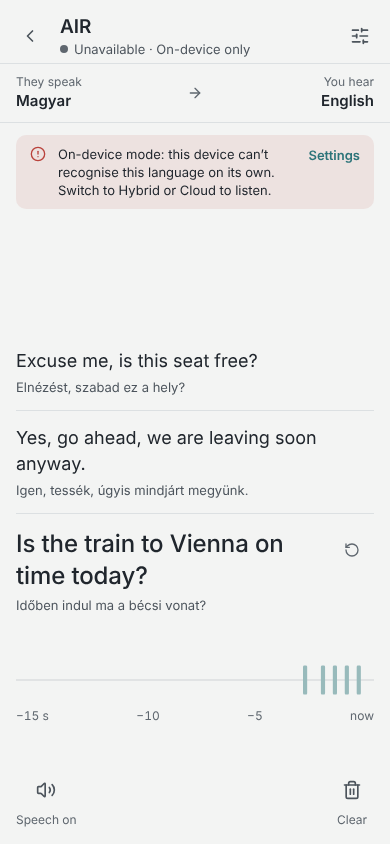 AIR
Unavailable · On-device only
They speak
Magyar
You hear
English
On-device mode: this device can’t
recognise this language on its own.
Switch to Hybrid or Cloud to listen.
Settings
Excuse me, is this seat free?
Elnézést, szabad ez a hely?
Yes, go ahead, we are leaving soon
anyway.
Igen, tessék, úgyis mindjárt megyünk.
Is the train to Vienna on
time today?
Időben indul ma a bécsi vonat?
−15 s
−10
−5
now
Speech on
Clear